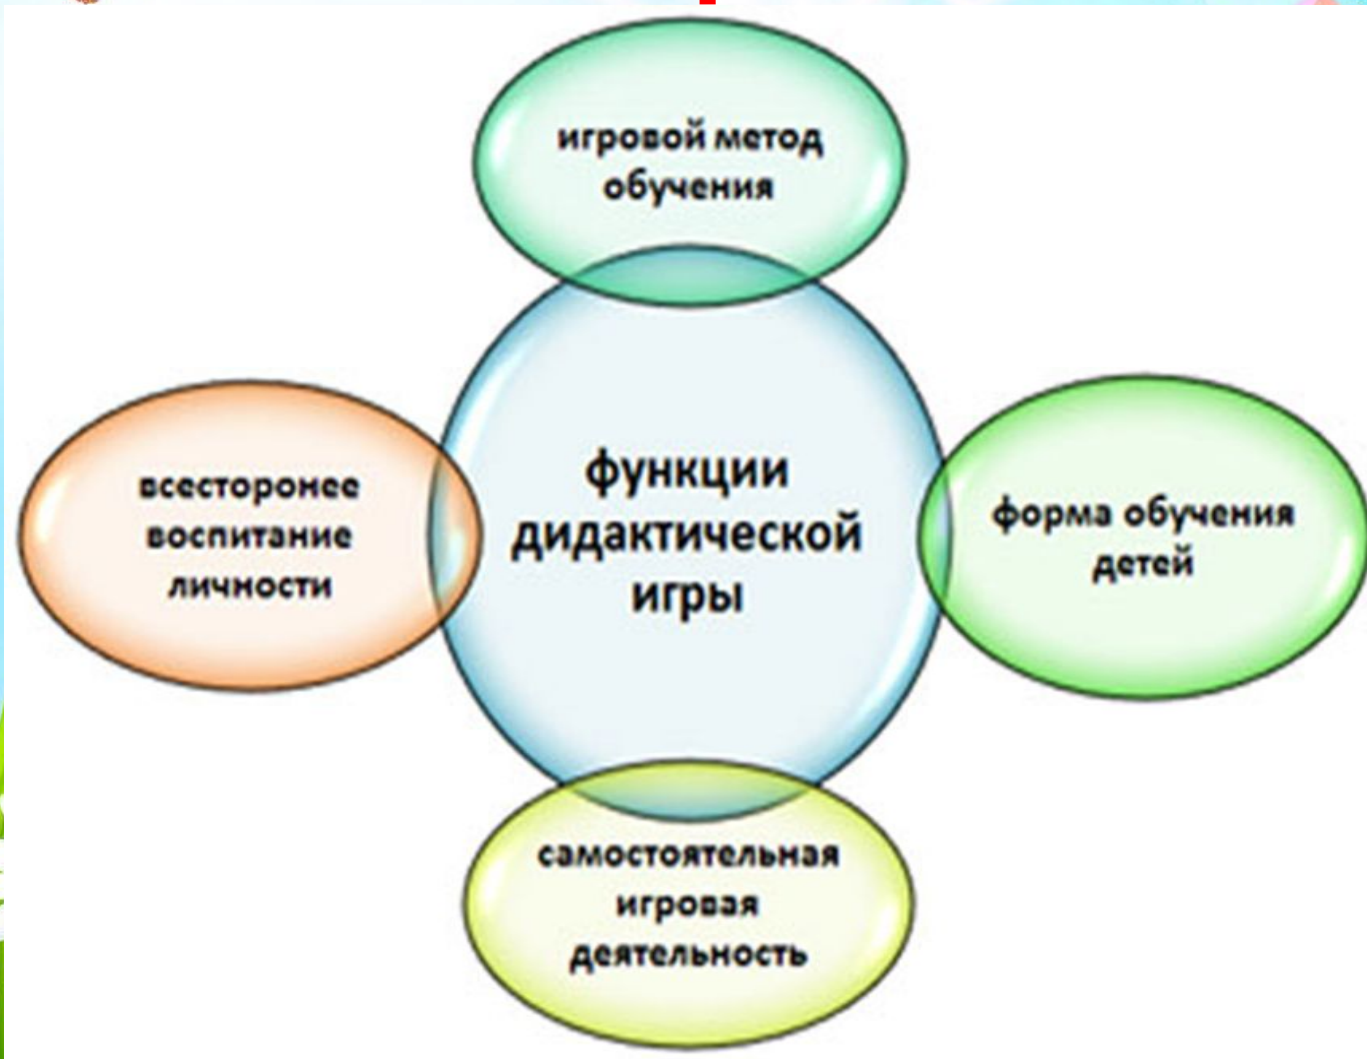 игровой метод
обучения
функции
дидактической
игры
всесторонее
воспитание
личности
форма обучения
детей
самостоятельная
игровая
деятельность